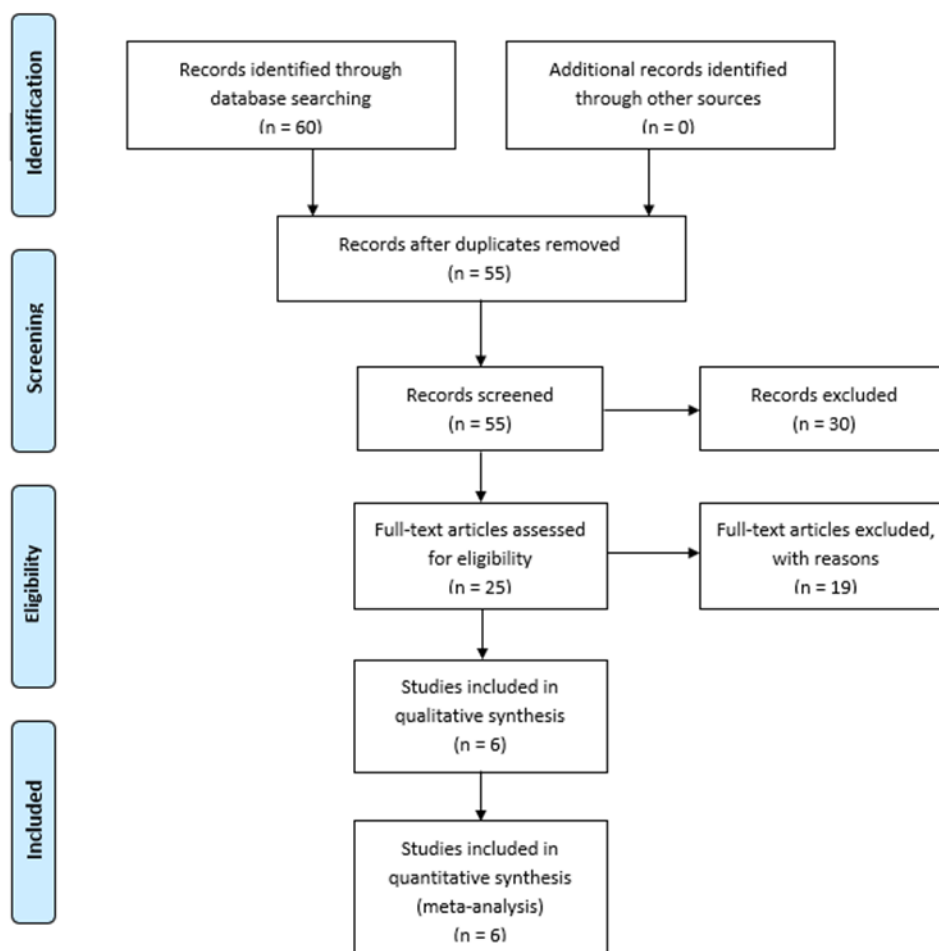 Identification
Records identified through
database searching
(n = 60)
Additional records identified
through other sources
(n = 0)
Records after duplicates removed
(n = 55)
Screening
Records screened
(n = 55)
Records excluded
(n = 30)
Eligibility
Full-text articles assessed
for eligibility
(n = 25)
Full-text articles excluded,
with reasons
(n = 19)
Studies included in
qualitative synthesis
(n = 6)
Included
Studies included in
quantitative synthesis
(meta-analysis)
(n = 6)